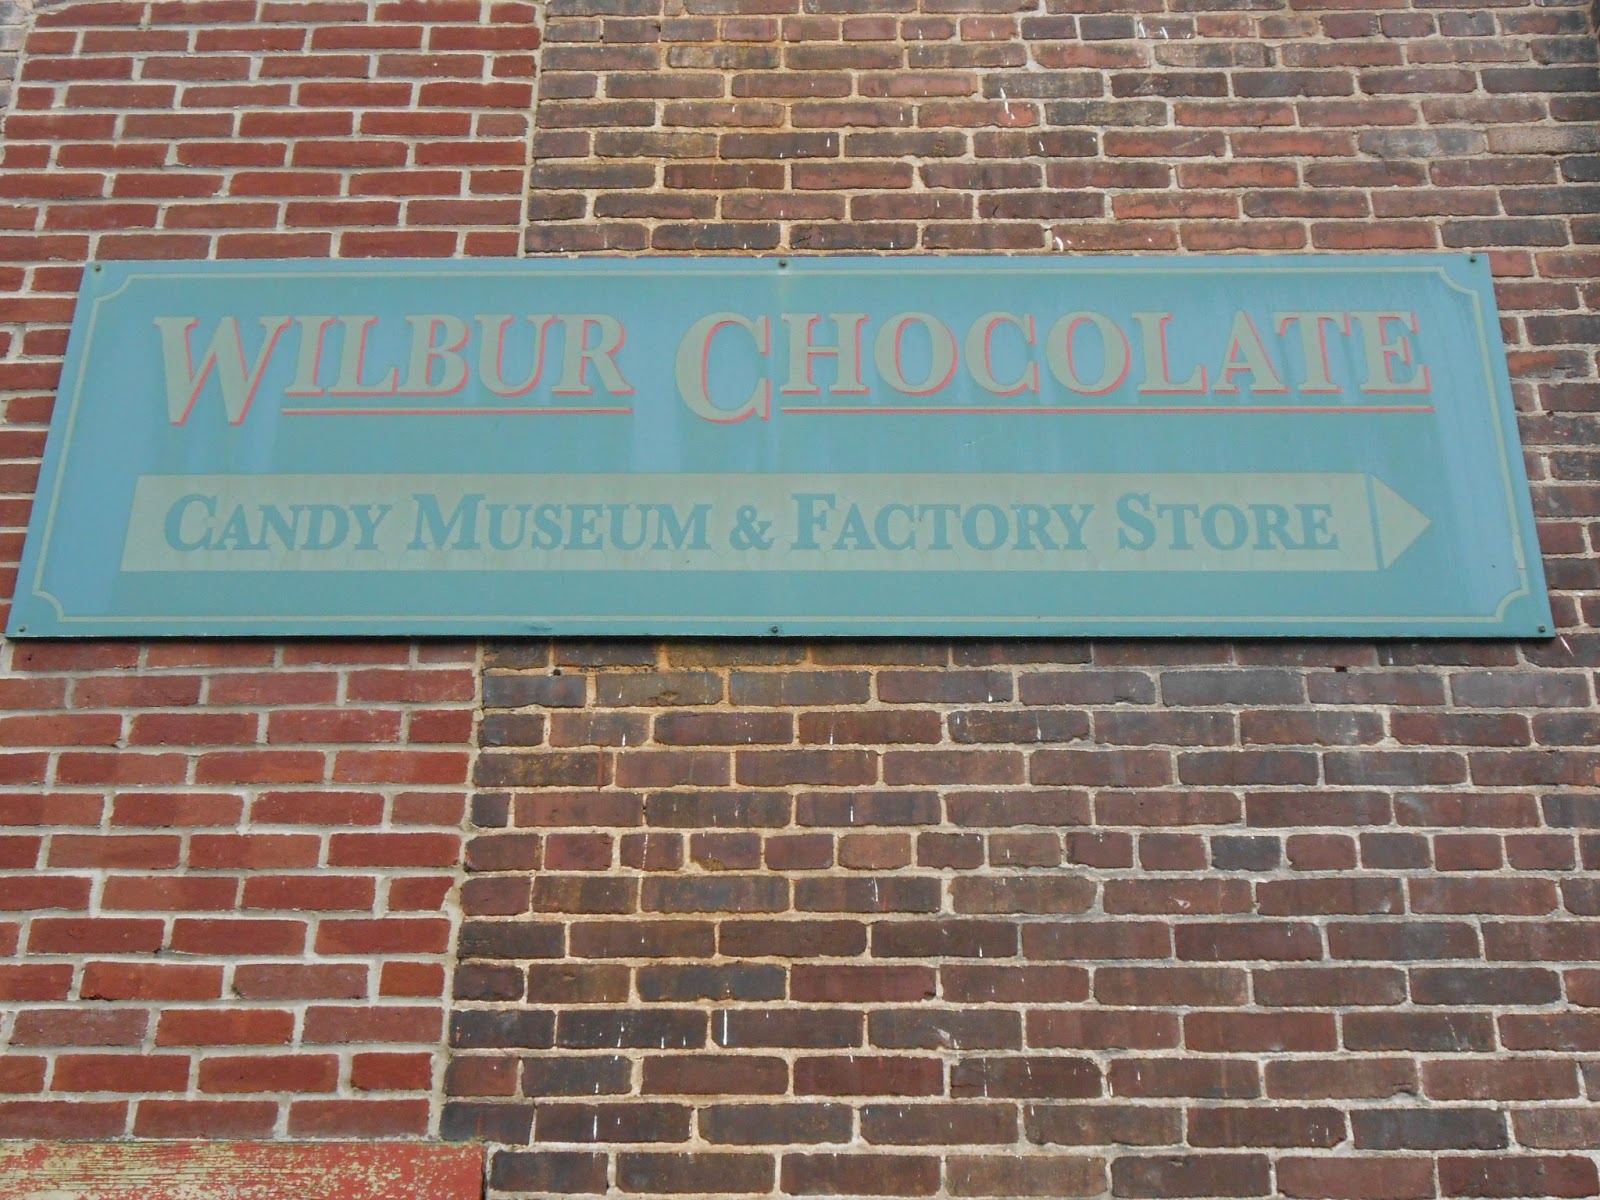 WILBUR CHOCOLATE
CANDY MUSEUM & FACTORY STORE